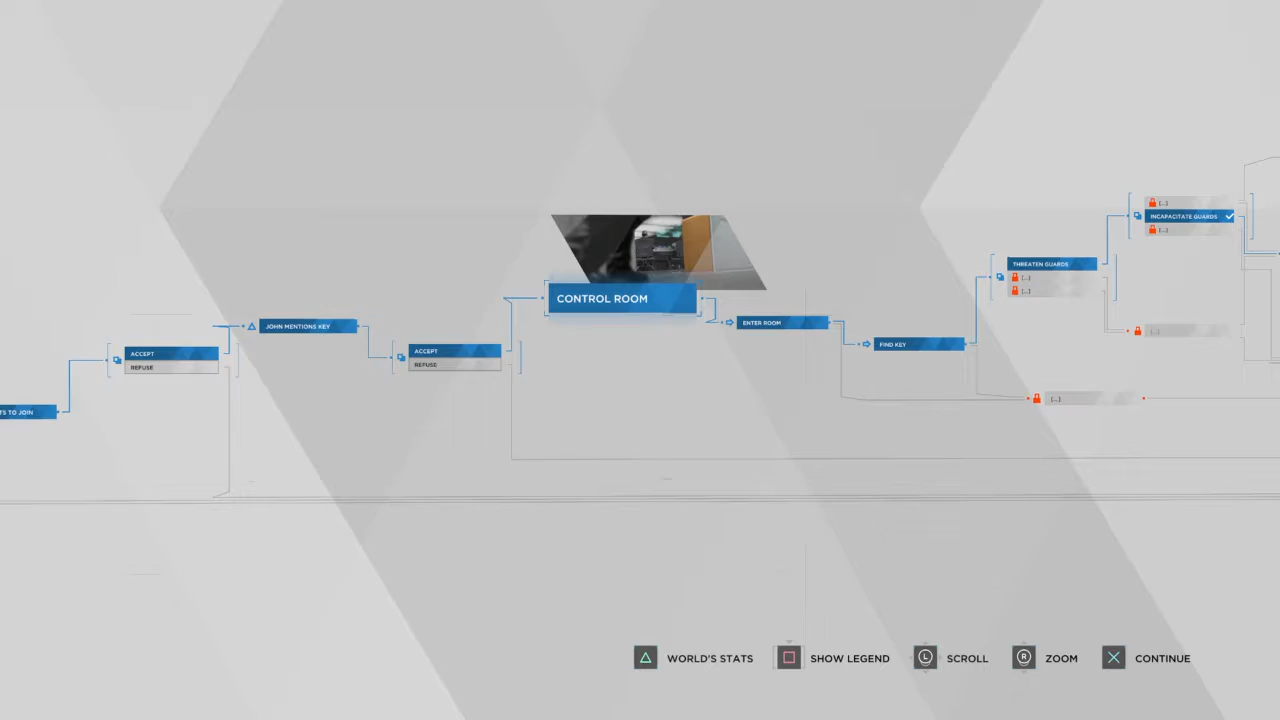 TS TO JOIN
ACCEPT
REFUSE
JOHN MENTIONS KEY
ACCEPT
REFUSE
CONTROL ROOM
ENTER ROOM
FIND KEY
THREATEN GUARDS
[...]
[...]
[...]
INCAPACITATE GUARDS
[...]
[...]
[...]
WORLD'S STATS
SHOW LEGEND
L
SCROLL
R
ZOOM
CONTINUE